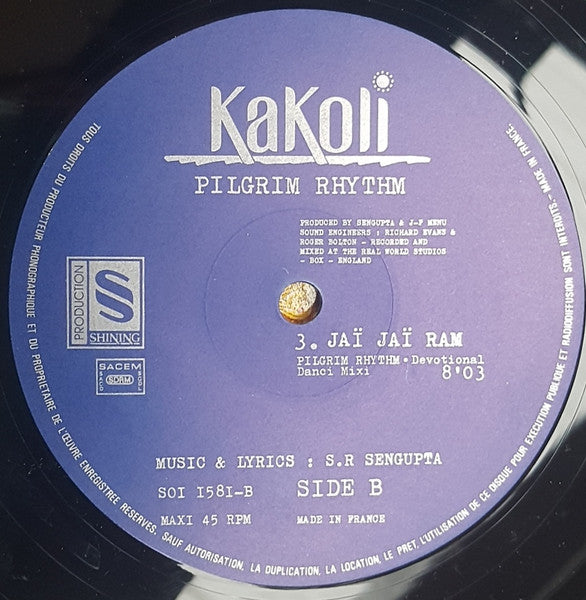 KaKoli
PILGRIM RHYTHM
PRODUCED BY SENGUPTA & J-P MENU
SOUND ENGINEERS : RICHARD EVANS &
ROGER BOLTON - RECORDED AND
MIXED AT THE REAL WORLD STUDIOS
- BOX - ENGLAND
PRODUCTION
S
SHINING
SACEM
SDRM
SACD
SGDL
3. JAÏ JAÏ RAM
PILGRIM RHYTHM • Devotional
Danci Mixi 8'03
MUSIC & LYRICS : S.R SENGUPTA
SOI 1581-B SIDE B
MAXI 45 RPM MADE IN FRANCE
TOUS DROITS DU PRODUCTEUR PHONOGRAPHIQUE ET DU PROPRIETAIRE DE L'ŒUVRE ENREGISTREE RESERVES. SAUF AUTORISATION, LA DUPLICATION, LA LOCATION, LE PRET, L'UTILISATION DE CE DISQUE POUR EXECUTION PUBLIQUE ET RADIODIFFUSION SONT INTERDITS - MADE IN FRANCE.